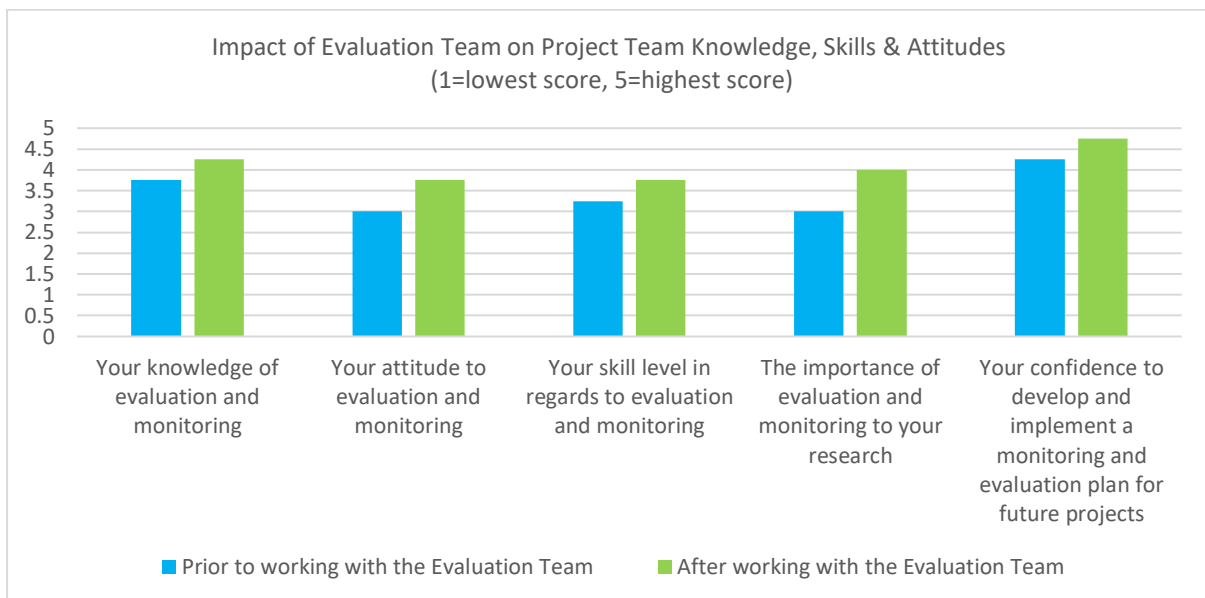 Impact of Evaluation Team on Project Team Knowledge, Skills & Attitudes
(1=lowest score, 5=highest score)
5
4.5
4
3.5
3
2.5
2
1.5
1
0.5
0
Your knowledge of
evaluation and
monitoring
Your attitude to
evaluation and
monitoring
Your skill level in
regards to evaluation
and monitoring
The importance of
evaluation and
monitoring to your
research
Your confidence to
develop and
implement a
monitoring and
evaluation plan for
future projects
Prior to working with the Evaluation Team
After working with the Evaluation Team